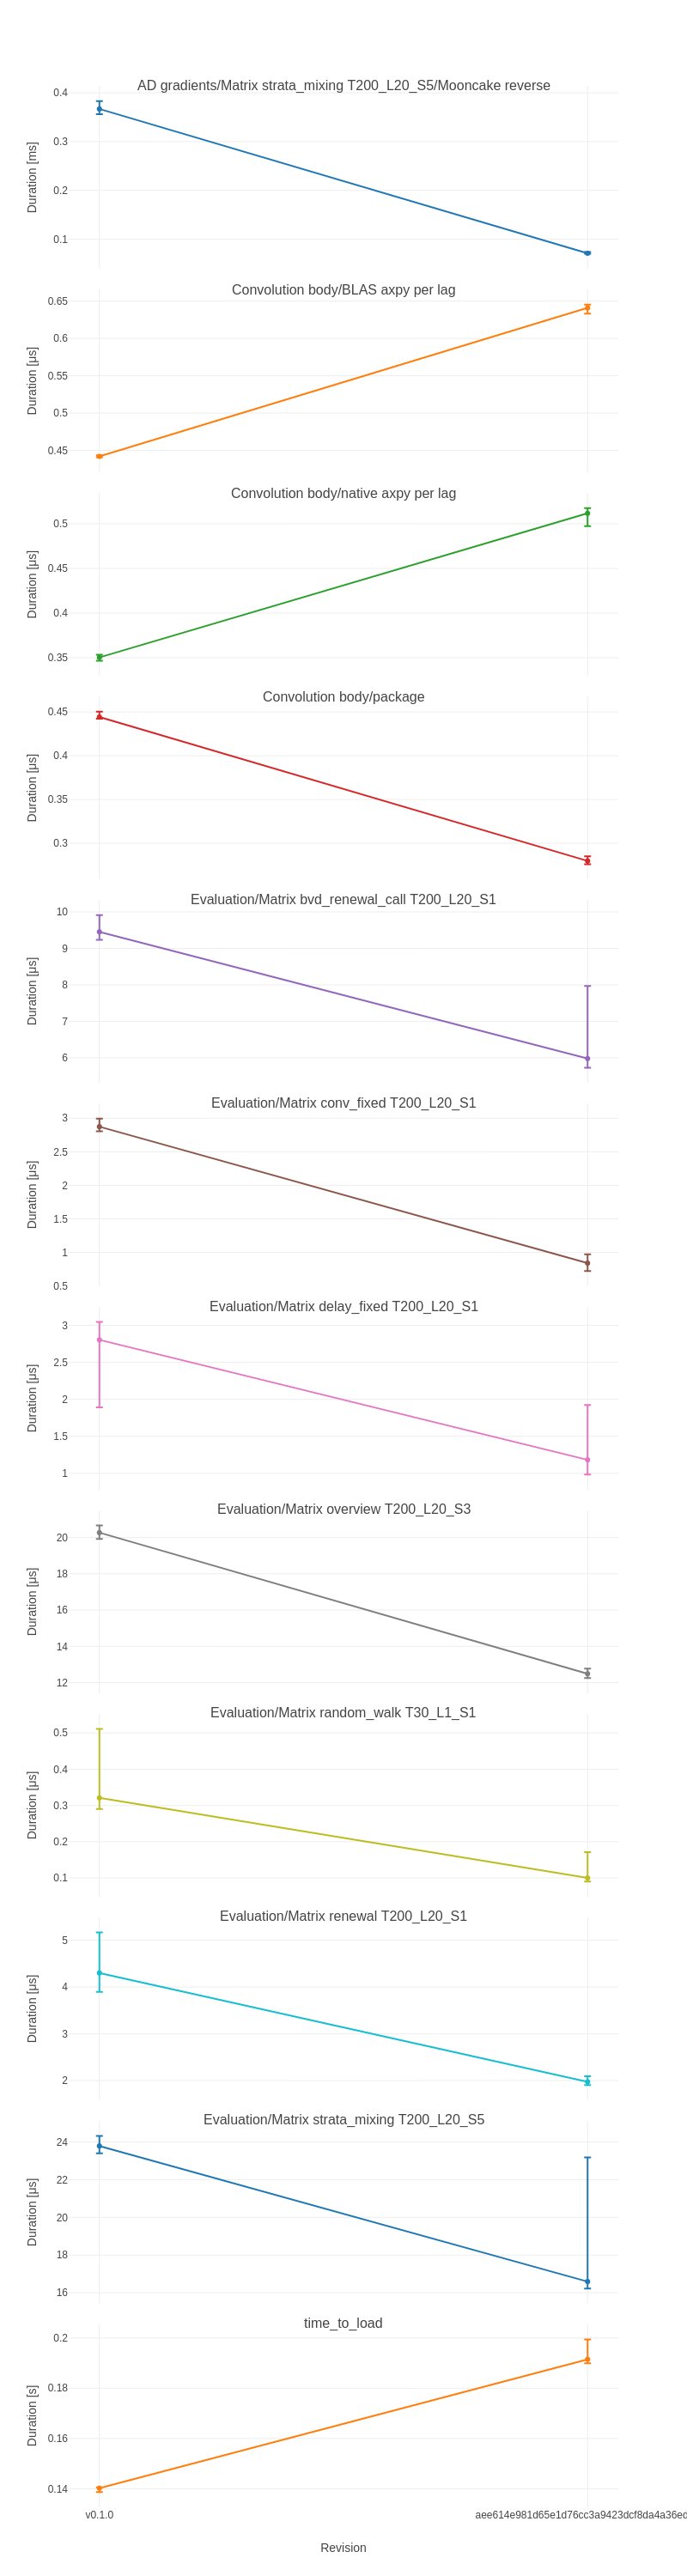 AD gradients/Matrix strata_mixing T200_L20_S5/Mooncake reverse
0.4
0.3
0.2
0.1
Duration [ms]
Convolution body/BLAS axpy per lag
0.65
0.6
0.55
0.5
0.45
Duration [μs]
Convolution body/native axpy per lag
0.5
0.45
0.4
0.35
Duration [μs]
Convolution body/package
0.45
0.4
0.35
0.3
Duration [μs]
Evaluation/Matrix bvd_renewal_call T200_L20_S1
10
9
8
7
6
Duration [μs]
Evaluation/Matrix conv_fixed T200_L20_S1
3
2.5
2
1.5
1
0.5
Duration [μs]
Evaluation/Matrix delay_fixed T200_L20_S1
3
2.5
2
1.5
1
Duration [μs]
Evaluation/Matrix overview T200_L20_S3
20
18
16
14
12
Duration [μs]
Evaluation/Matrix random_walk T30_L1_S1
0.5
0.4
0.3
0.2
0.1
Duration [μs]
Evaluation/Matrix renewal T200_L20_S1
5
4
3
2
Duration [μs]
Evaluation/Matrix strata_mixing T200_L20_S5
24
22
20
18
16
Duration [μs]
time_to_load
0.2
0.18
0.16
0.14
Duration [s]
v0.1.0
aee614e981d65e1d76cc3a9423dcf8da4a36ed
Revision